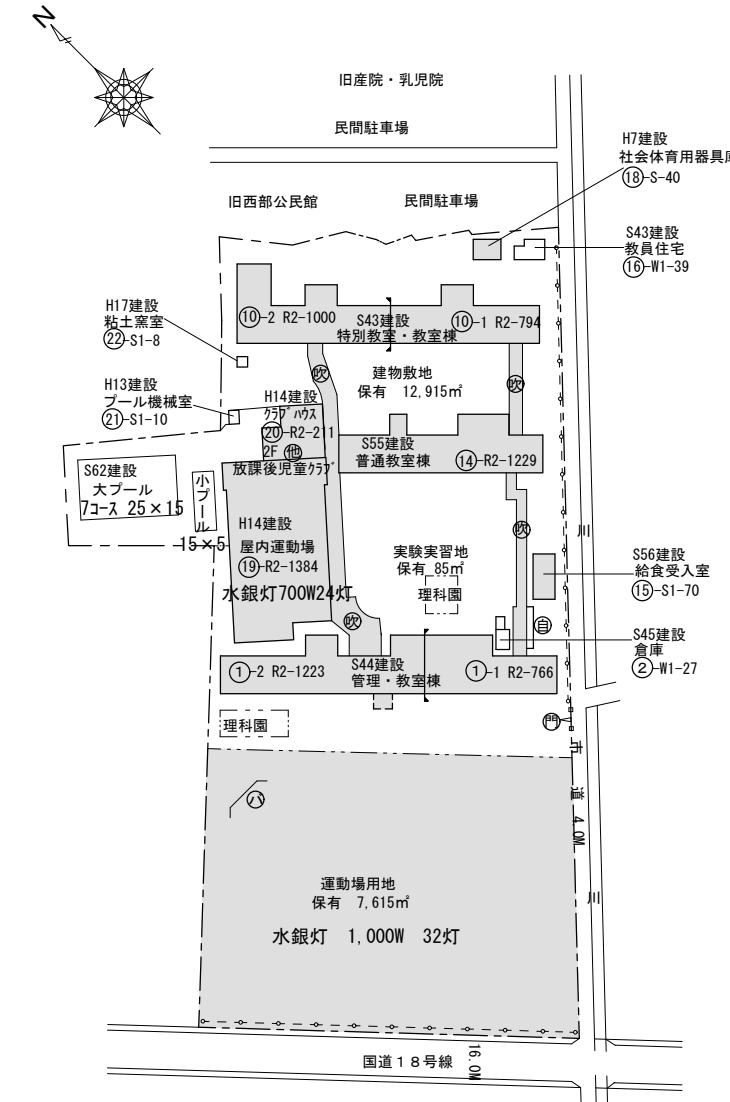 N
旧産院・乳児院
民間駐車場
旧西部公民館
民間駐車場
H7建設
社会体育用器具庫
⑱-S-40
S43建設
教員住宅
⑯-W1-39
H17建設
粘土窯室
㉒-S1-8
⑩-2 R2-1000
S43建設
特別教室・教室棟
⑩-1 R2-794
吹
吹
建物敷地
保有 12,915㎡
H13建設
プール機械室
㉑-S1-10
H14建設
クラブハウス
⑳-R2-211
2F 他
放課後児童クラブ
S55建設
普通教室棟
⑭-R2-1229
S62建設
大プール
7コース 25×15
小プール
15×5
H14建設
屋内運動場
⑲-R2-1384
水銀灯700W24灯
吹
川
実験実習地
保有 85㎡
理科園
S56建設
給食受入室
⑮-S1-70
吹
自
S45建設
倉庫
②-W1-27
①-2 R2-1223
S44建設
管理・教室棟
①-1 R2-766
理科園
門
市道 4.0M
バ
川
運動場用地
保有 7,615㎡
水銀灯 1,000W 32灯
国道18号線
16.0M